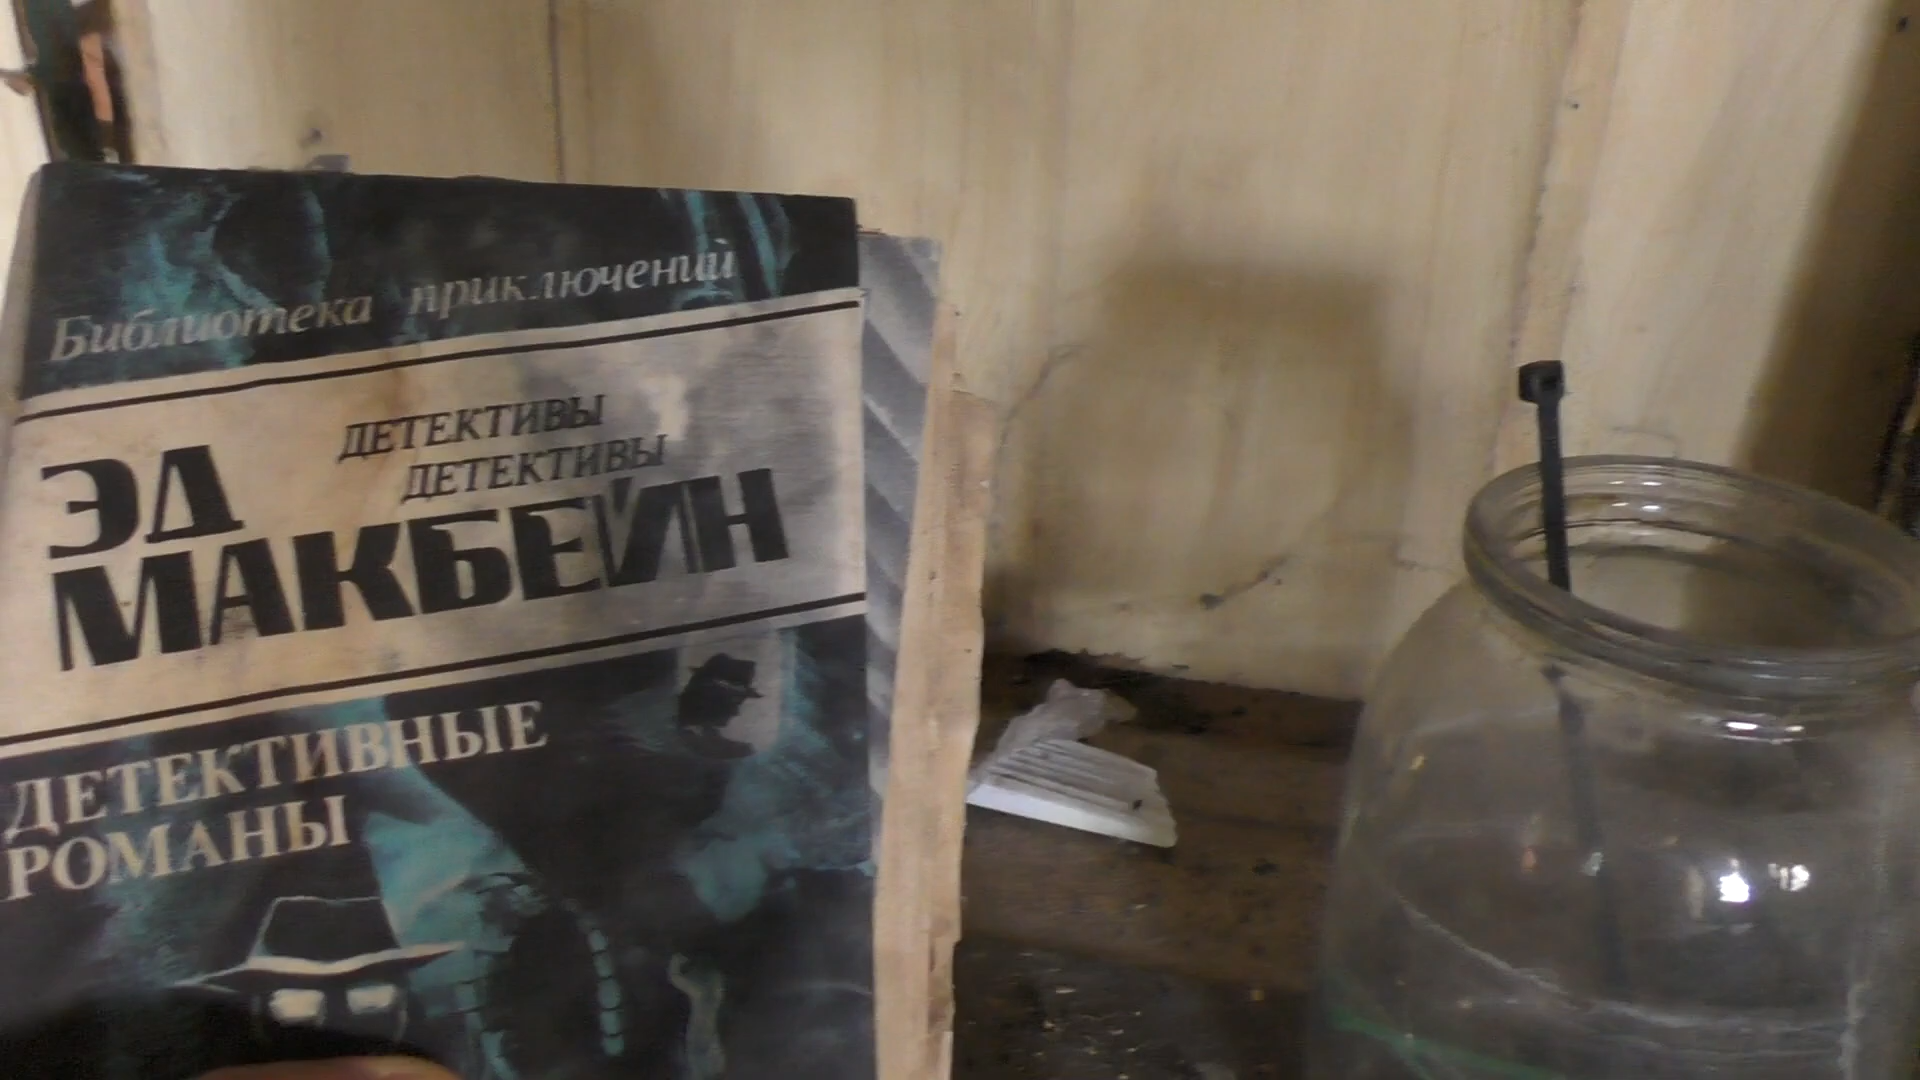 Библиотека приключений
ДЕТЕКТИВЫ
ДЕТЕКТИВЫ
ЭД
МАКБЕЙН
ДЕТЕКТИВНЫЕ
РОМАНЫ